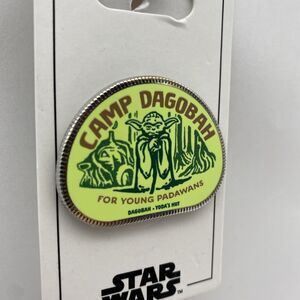 CAMP DAGOBAH
FOR YOUNG PADAWANS
DAGOBAH • YODA'S HUT
STAR
WARS